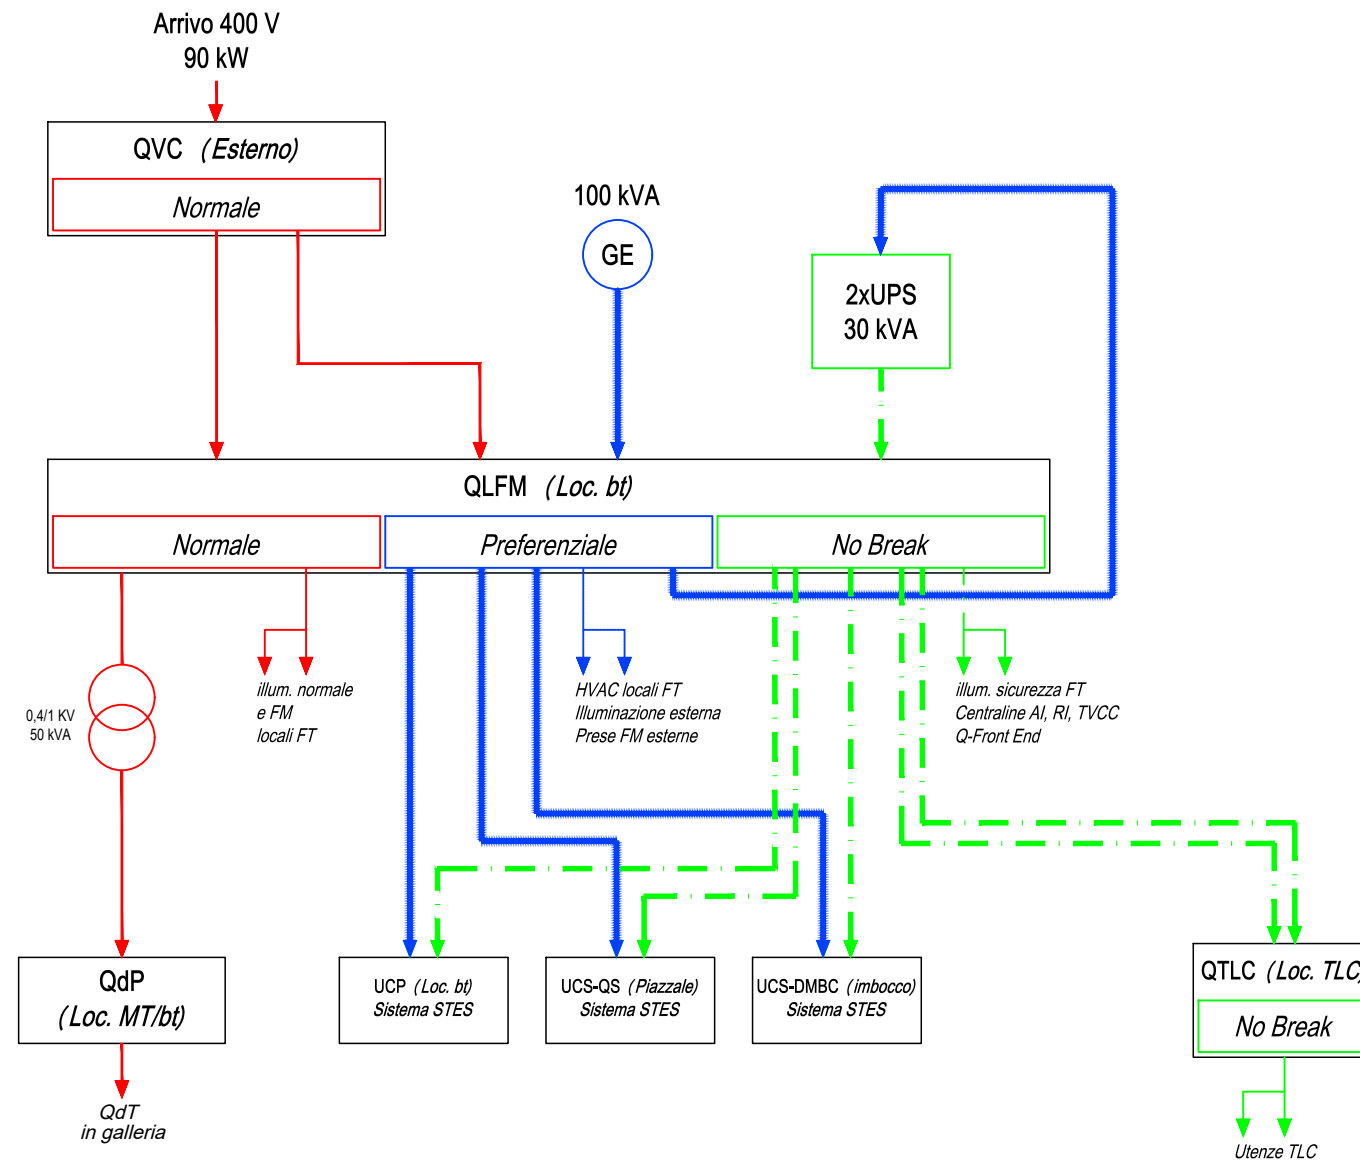 Arrivo 400 V
90 kW
QVC (Esterno)
Normale
100 kVA
GE
2xUPS
30 kVA
QLFM (Loc. bt)
Normale
Preferenziale
No Break
0,4/1 KV
50 kVA
illum. normale
e FM
locali FT
HVAC locali FT
Illuminazione esterna
Prese FM esterne
illum. sicurezza FT
Centraline AI, RI, TVCC
Q-Front End
QdP
(Loc. MT/bt)
UCP (Loc. bt)
Sistema STES
UCS-QS (Piazzale)
Sistema STES
UCS-DMBC (imbocco)
Sistema STES
QTLC (Loc. TLC)
No Break
QdT
in galleria
Utenze TLC